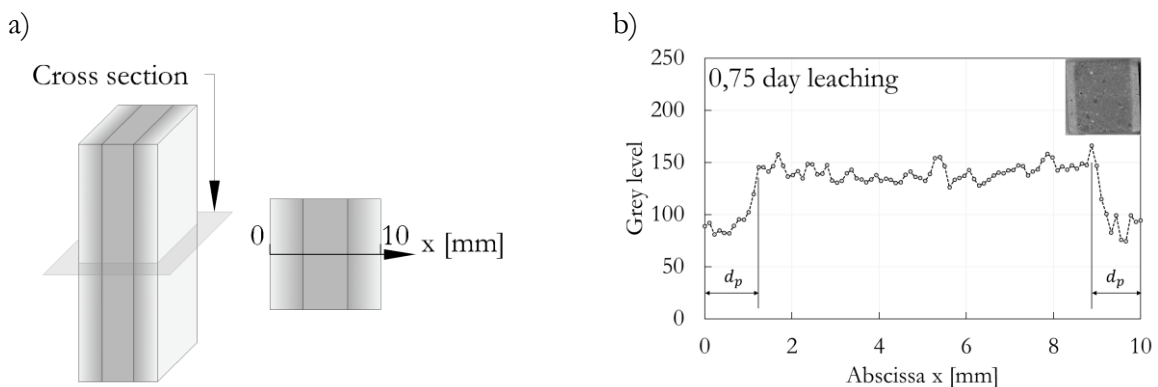 a)
Cross section
0
10
x [mm]
b)
250
200
150
100
50
0
Grey level
0,75 day leaching
d_p
d_p
0
2
4
6
8
10
Abscissa x [mm]